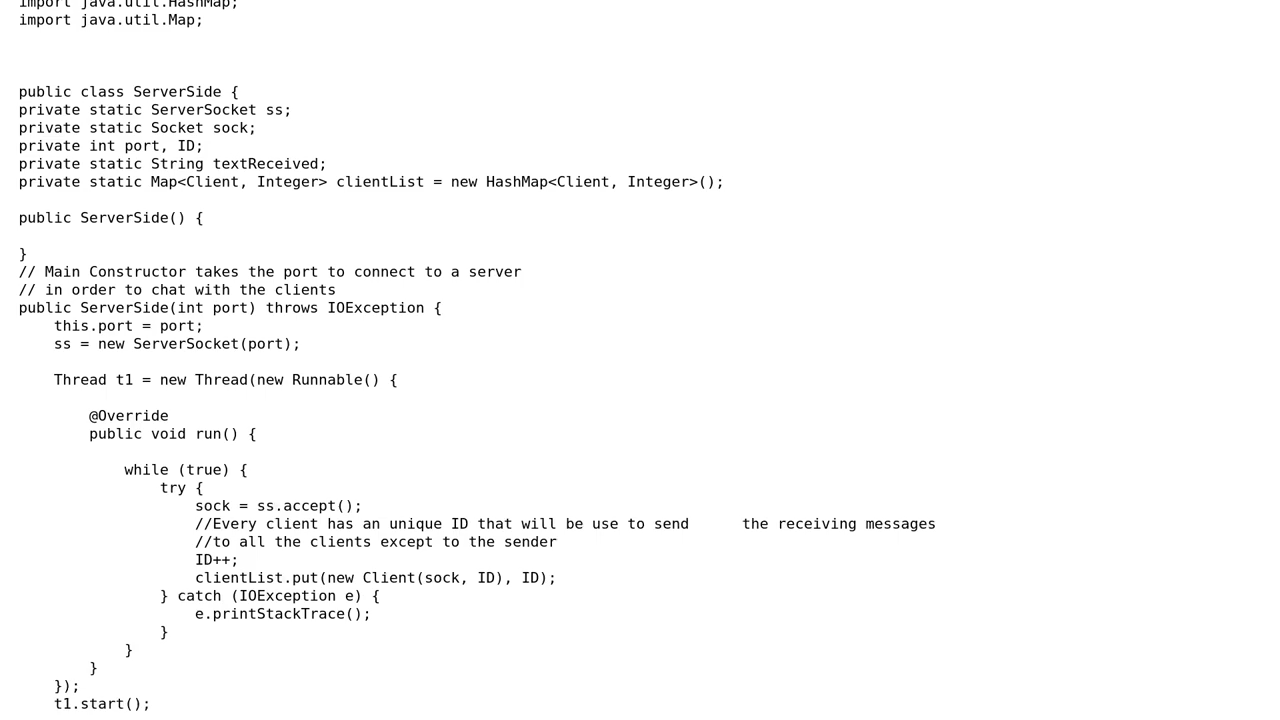 import java.util.HashMap;
import java.util.Map;
public class ServerSide {
private static ServerSocket ss;
private static Socket sock;
private int port, ID;
private static String textReceived;
private static Map<Client, Integer> clientList = new HashMap<Client, Integer>();
public ServerSide() {
}
// Main Constructor takes the port to connect to a server
// in order to chat with the clients
public ServerSide(int port) throws IOException {
    this.port = port;
    ss = new ServerSocket(port);
    Thread t1 = new Thread(new Runnable() {
        @Override
        public void run() {
            while (true) {
                try {
                    sock = ss.accept();
                    //Every client has an unique ID that will be use to send      the receiving messages
                    //to all the clients except to the sender
                    ID++;
                    clientList.put(new Client(sock, ID), ID);
                } catch (IOException e) {
                    e.printStackTrace();
                }
            }
        }
    });
    t1.start();